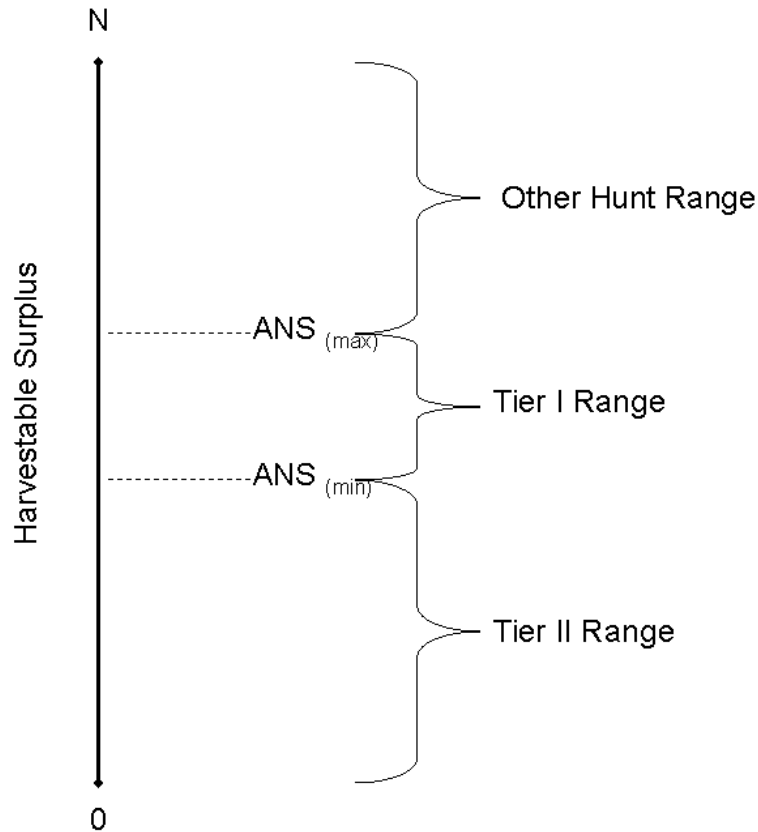 N
Other Hunt Range
Harvestable Surplus
ANS (max)
Tier I Range
ANS (min)
Tier II Range
0